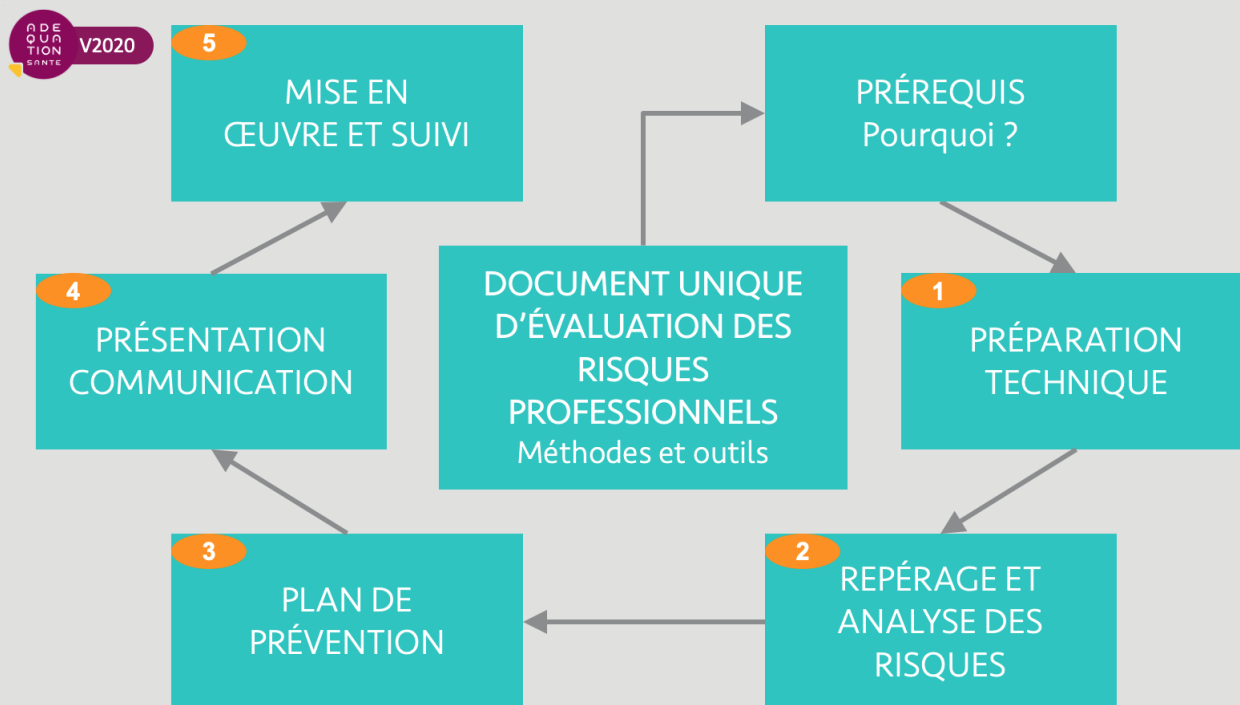 ADE
QUA
TION
SANTE
V2020
5
MISE EN
ŒUVRE ET SUIVI
PRÉREQUIS
Pourquoi ?
DOCUMENT UNIQUE
D’ÉVALUATION DES
RISQUES
PROFESSIONNELS
Méthodes et outils
4
PRÉSENTATION
COMMUNICATION
1
PRÉPARATION
TECHNIQUE
3
PLAN DE
PRÉVENTION
2
REPÉRAGE ET
ANALYSE DES
RISQUES